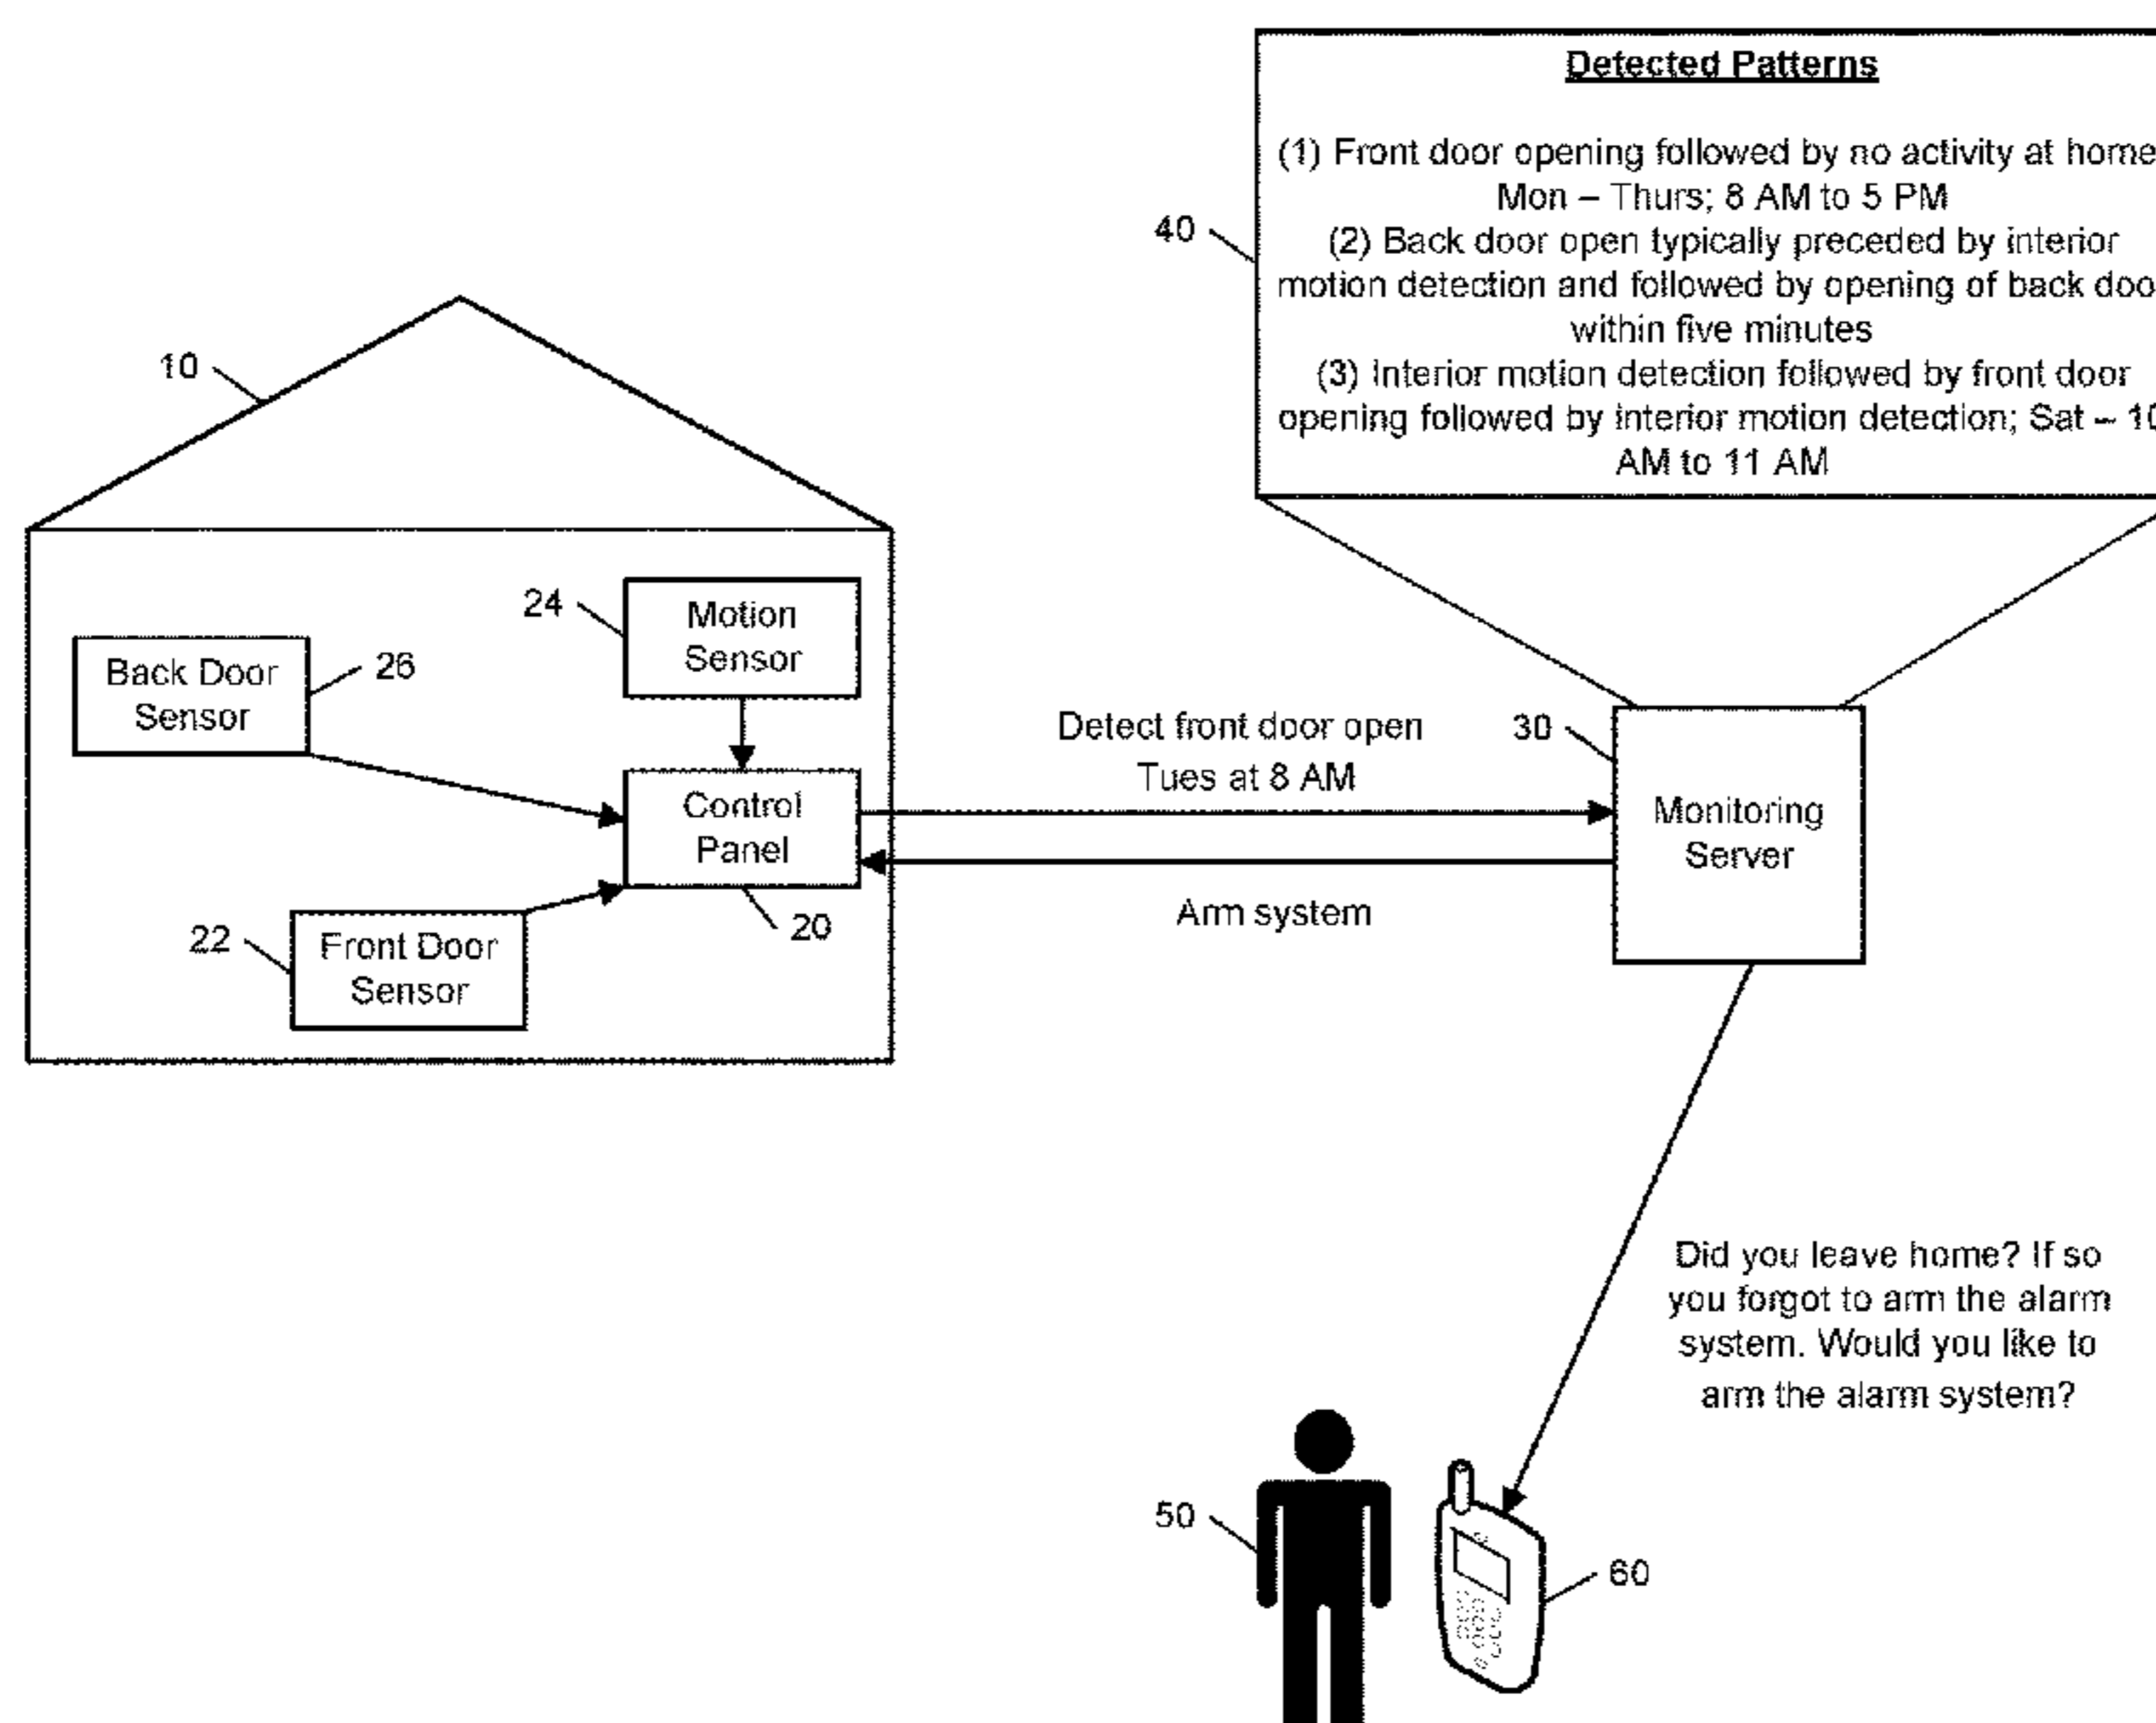 Detected Patterns
(1) Front door opening followed by no activity at home
Mon – Thurs; 8 AM to 5 PM
(2) Back door open typically preceded by interior
motion detection and followed by opening of back doo
within five minutes
(3) Interior motion detection followed by front door
opening followed by interior motion detection; Sat – 10
AM to 11 AM
40
10
24
Motion
Sensor
Back Door
Sensor
26
Detect front door open
Tues at 8 AM
30
Control
Panel
Monitoring
Server
20
Arm system
22
Front Door
Sensor
Did you leave home? If so
you forgot to arm the alarm
system. Would you like to
arm the alarm system?
50
60